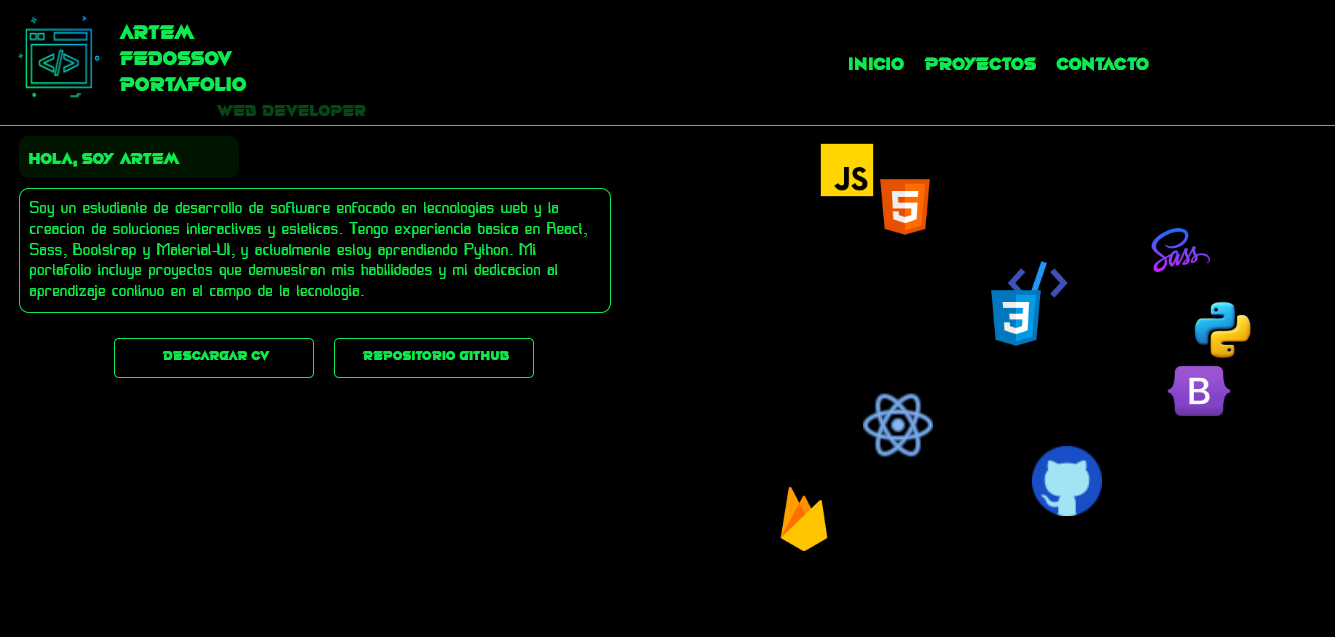 ARTEM
FEDOSSOV
PORTAFOLIO
WEB DEVELOPER
INICIO PROYECTOS CONTACTO
HOLA, SOY ARTEM
Soy un estudiante de desarrollo de software enfocado en tecnologias web y la
creacion de soluciones interactivas y esteticas. Tengo experiencia basica en React,
Sass, Bootstrap y Material-UI, y actualmente estoy aprendiendo Python. Mi
portafolio incluye proyectos que demuestran mis habilidades y mi dedicacion al
aprendizaje continuo en el campo de la tecnologia.
DESCARGAR CV REPOSITORIO GITHUB
JS
5
Sass
3
B